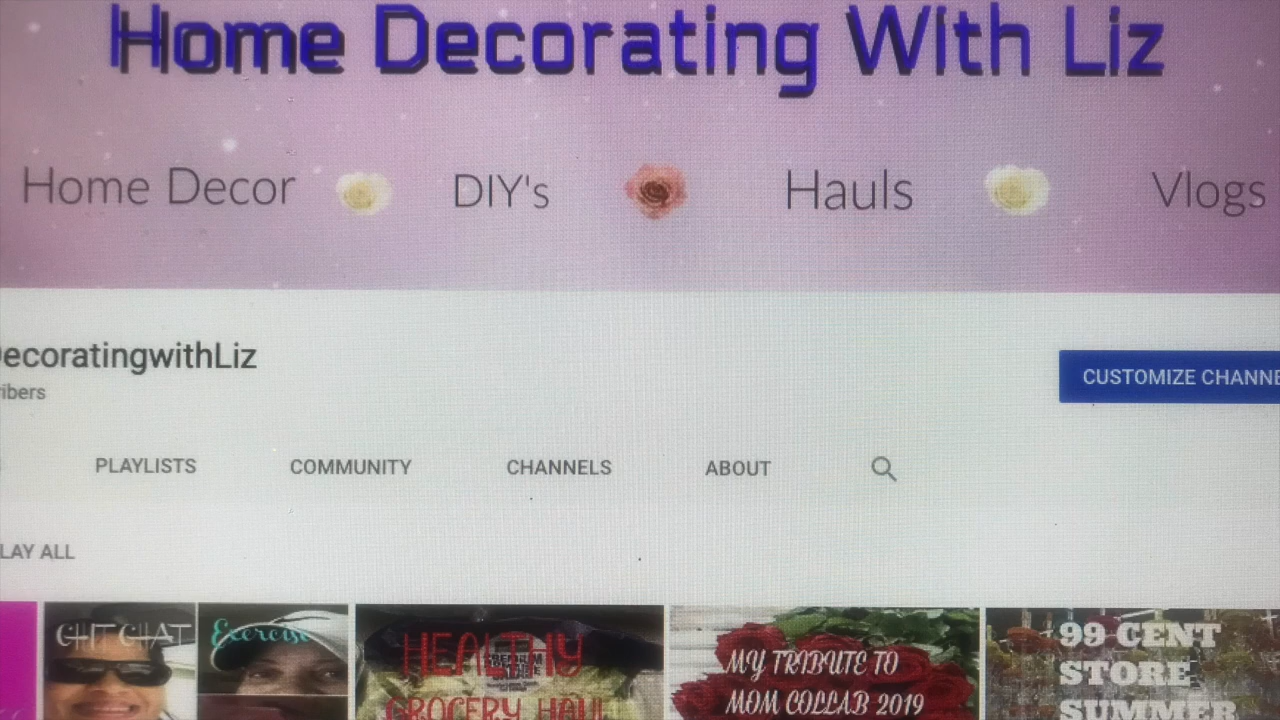 Home Decorating With Liz
Home Decor DIY's Hauls Vlogs
ecoratingwithLiz
CUSTOMIZE CHANNE
ibers
PLAYLISTS COMMUNITY CHANNELS ABOUT
LAY ALL
CHIT CHAT Exercise
HEALTHY
GROCERY HAUL
MY TRIBUTE TO
MOM COLLAB 2019
99 CENT
STORE
SUMMER